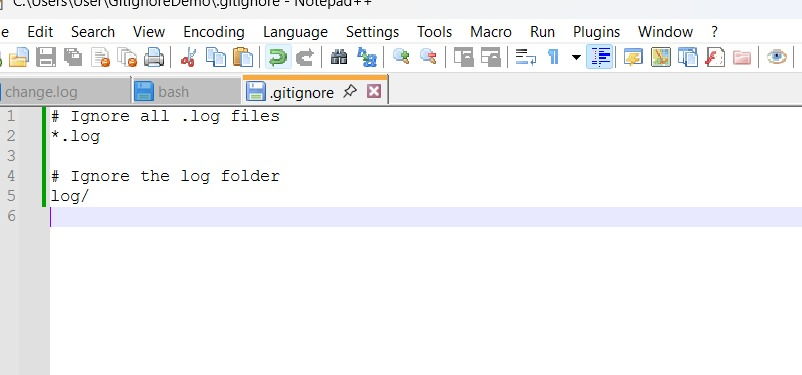 C:\Users\User\GitIgnoreDemo\.gitignore - Notepad++
e Edit Search View Encoding Language Settings Tools Macro Run Plugins Window ?
change.log bash .gitignore
1 # Ignore all .log files
2 *.log
3
4 # Ignore the log folder
5 log/
6